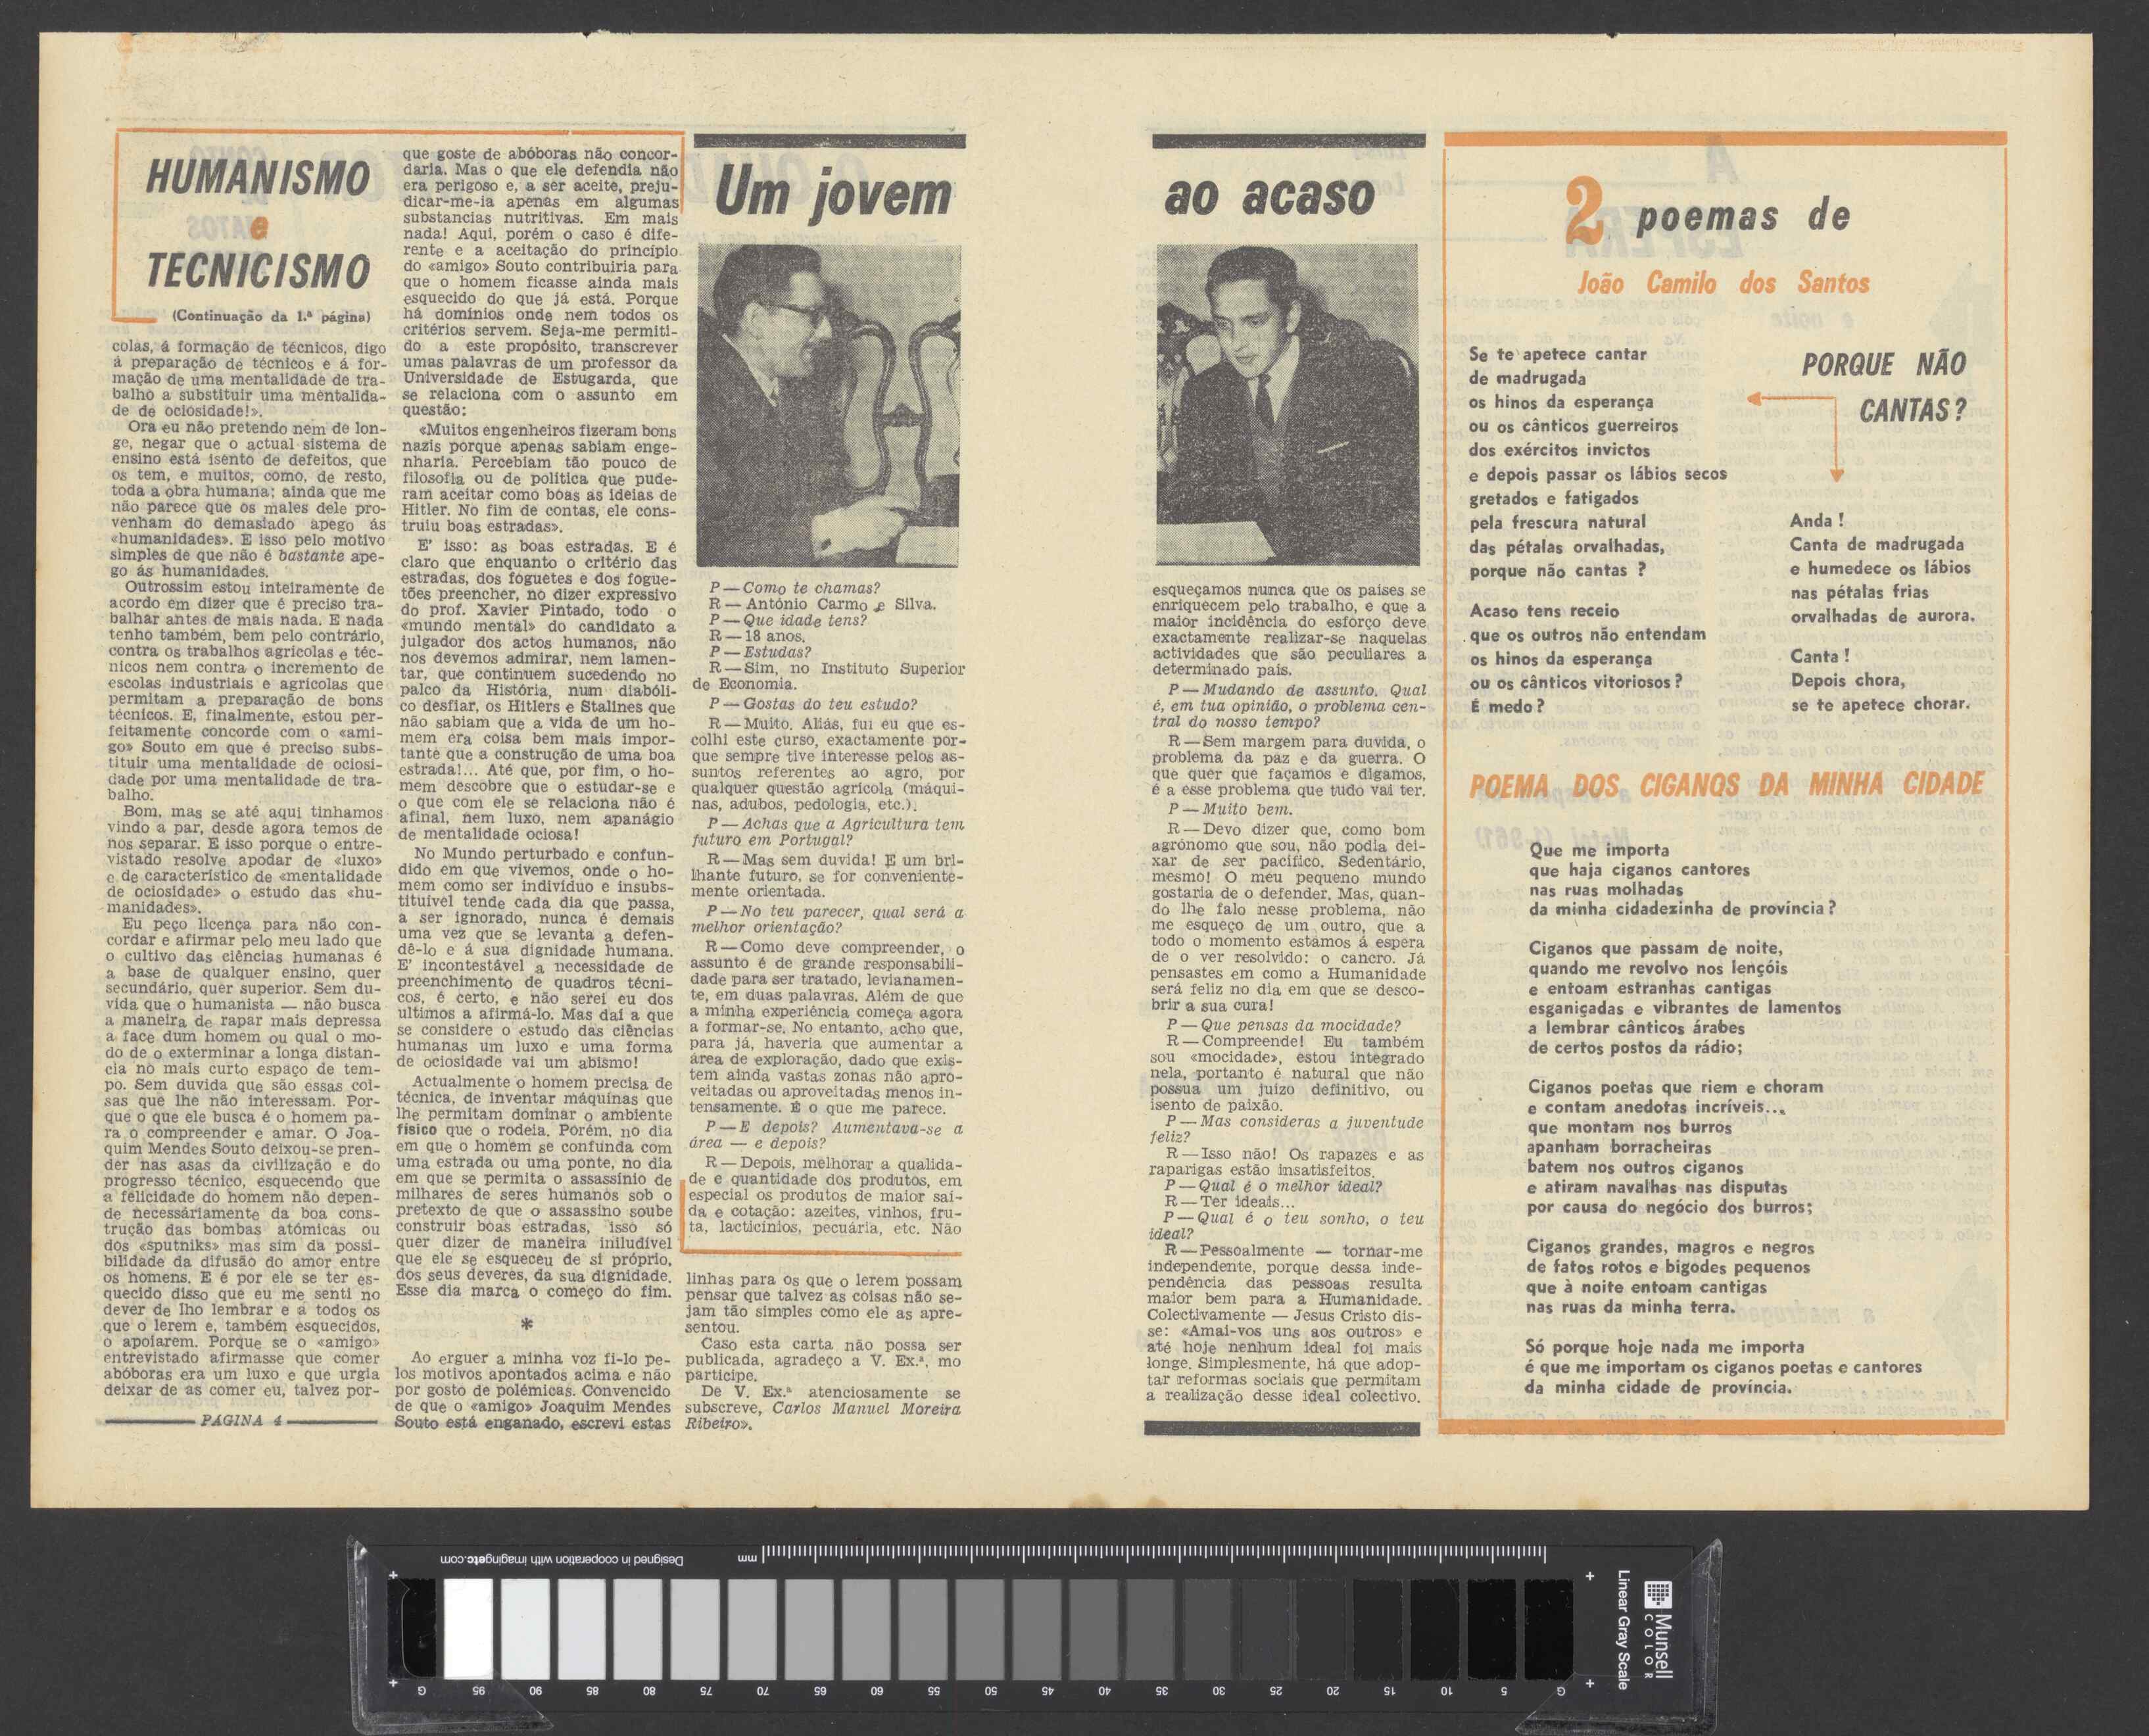 HUMANISMO
e
TECNICISMO
(Continuação da 1.ª página)
colas, á formação de técnicos, digo
á preparação de técnicos e á for-
mação de uma mentalidade de tra-
balho a substituir uma mentalida-
de de ociosidade!».
Ora eu não pretendo nem de lon-
ge, negar que o actual sistema de
ensino está isento de defeitos, que
os tem, e muitos, como, de resto,
toda a obra humana; ainda que me
não parece que os males dele pro-
venham do demasiado apego ás
«humanidades». E isso pelo motivo
simples de que não é bastante ape-
go ás humanidades.
Outrossim estou inteiramente de
acordo em dizer que é preciso tra-
balhar antes de mais nada. E nada
tenho também, bem pelo contrário,
contra os trabalhos agrícolas e téc-
nicos nem contra o incremento de
escolas industriais e agrícolas que
permitam a preparação de bons
técnicos. E, finalmente, estou per-
feitamente concorde com o «ami-
go» Souto em que é preciso subs-
tituir uma mentalidade de ociosi-
dade por uma mentalidade de tra-
balho.
Bom, mas se até aqui tinhamos
vindo a par, desde agora temos de
nos separar. E isso porque o entre-
vistado resolve apodar de «luxo»
e de característico de «mentalidade
de ociosidade» o estudo das «hu-
manidades».
Eu peço licença para não con-
cordar e afirmar pelo meu lado que
o cultivo das ciências humanas é
a base de qualquer ensino, quer
secundário, quer superior. Sem du-
vida que o humanista — não busca
a maneira de rapar mais depressa
a face dum homem ou qual o mo-
do de o exterminar a longa distan-
cia no mais curto espaço de tem-
po. Sem duvida que são essas coi-
sas que lhe não interessam. Por-
que o que ele busca é o homem pa-
ra o compreender e amar. O Joa-
quim Mendes Souto deixou-se pren-
der nas asas da civilização e do
progresso técnico, esquecendo que
a felicidade do homem não depen-
de necessáriamente da boa cons-
trução das bombas atómicas ou
dos «sputniks» mas sim da possi-
bilidade da difusão do amor entre
os homens. E é por ele se ter es-
quecido disso que eu me senti no
dever de lho lembrar e a todos os
que o lerem e, também esquecidos,
o apoiarem. Porque se o «amigo»
entrevistado afirmasse que comer
abóboras era um luxo e que urgia
deixar de as comer eu, talvez por-
PAGINA 4
que goste de abóboras não concor-
daria. Mas o que ele defendia não
era perigoso e, a ser aceite, preju-
dicar-me-ia apenas em algumas
substancias nutritivas. Em mais
nada! Aqui, porém o caso é dife-
rente e a aceitação do princípio
do «amigo» Souto contribuiria para
que o homem ficasse ainda mais
esquecido do que já está. Porque
há domínios onde nem todos os
critérios servem. Seja-me permiti-
do a este propósito, transcrever
umas palavras de um professor da
Universidade de Estugarda, que
se relaciona com o assunto em
questão:
«Muitos engenheiros fizeram bons
nazis porque apenas sabiam enge-
nharia. Percebiam tão pouco de
filosofia ou de política que pude-
ram aceitar como boas as ideias de
Hitler. No fim de contas, ele cons-
truiu boas estradas».
E' isso: as boas estradas. E é
claro que enquanto o critério das
estradas, dos foguetes e dos fogue-
tões preencher, no dizer expressivo
do prof. Xavier Pintado, todo o
«mundo mental» do candidato a
julgador dos actos humanos, não
nos devemos admirar, nem lamen-
tar, que continuem sucedendo no
palco da História, num diabóli-
co desfiar, os Hitlers e Stalines que
não sabiam que a vida de um ho-
mem era coisa bem mais impor-
tante que a construção de uma boa
estrada!... Até que, por fim, o ho-
mem descobre que o estudar-se e
o que com ele se relaciona não é
afinal, nem luxo, nem apanágio
de mentalidade ociosa!
No Mundo perturbado e confun-
dido em que vivemos, onde o ho-
mem como ser indivíduo e insubs-
tituível tende cada dia que passa,
a ser ignorado, nunca é demais
uma vez que se levanta a defen-
dê-lo e á sua dignidade humana.
E' incontestável a necessidade de
preenchimento de quadros técni-
cos, é certo, e não serei eu dos
ultimos a afirmá-lo. Mas daí a que
se considere o estudo das ciências
humanas um luxo e uma forma
de ociosidade vai um abismo!
Actualmente o homem precisa de
técnica, de inventar máquinas que
lhe permitam dominar o ambiente
físico que o rodeia. Porém, no dia
em que o homem se confunda com
uma estrada ou uma ponte, no dia
em que se permita o assassínio de
milhares de seres humanos sob o
pretexto de que o assassino soube
construir boas estradas, isso só
quer dizer de maneira iniludível
que ele se esqueceu de si próprio,
dos seus deveres, da sua dignidade.
Esse dia marca o começo do fim.
*
Ao erguer a minha voz fi-lo pe-
los motivos apontados acima e não
por gosto de polémicas. Convencido
de que o «amigo» Joaquim Mendes
Souto está enganado, escrevi estas
linhas para os que o lerem possam
pensar que talvez as coisas não se-
jam tão simples como ele as apre-
sentou.
Caso esta carta não possa ser
publicada, agradeço a V. Ex.ª, mo
participe.
De V. Ex.ª atenciosamente se
subscreve, Carlos Manuel Moreira
Ribeiro».
Um jovem ao acaso
P — Como te chamas?
R — António Carmo e Silva.
P — Que idade tens?
R — 18 anos.
P — Estudas?
R — Sim, no Instituto Superior
de Economia.
P — Gostas do teu estudo?
R — Muito. Aliás, fui eu que es-
colhi este curso, exactamente por-
que sempre tive interesse pelos as-
suntos referentes ao agro, por
qualquer questão agrícola (máqui-
nas, adubos, pedologia, etc.).
P — Achas que a Agricultura tem
futuro em Portugal?
R — Mas sem duvida! E um bri-
lhante futuro, se for conveniente-
mente orientada.
P — No teu parecer, qual será a
melhor orientação?
R — Como deve compreender, o
assunto é de grande responsabili-
dade para ser tratado, levianamen-
te, em duas palavras. Além de que
a minha experiência começa agora
a formar-se. No entanto, acho que,
para já, haveria que aumentar a
área de exploração, dado que exis-
tem ainda vastas zonas não apro-
veitadas ou aproveitadas menos in-
tensamente. É o que me parece.
P — E depois? Aumentava-se a
área — e depois?
R — Depois, melhorar a qualida-
de e quantidade dos produtos, em
especial os produtos de maior saí-
da e cotação: azeites, vinhos, fru-
ta, lacticínios, pecuária, etc. Não
esqueçamos nunca que os países se
enriquecem pelo trabalho, e que a
maior incidência do esforço deve
exactamente realizar-se naquelas
actividades que são peculiares a
determinado país.
P — Mudando de assunto. Qual
é, em tua opinião, o problema cen-
tral do nosso tempo?
R — Sem margem para duvida, o
problema da paz e da guerra. O
que quer que façamos e digamos,
é a esse problema que tudo vai ter.
P — Muito bem.
R — Devo dizer que, como bom
agrónomo que sou, não podia dei-
xar de ser pacífico. Sedentário,
mesmo! O meu pequeno mundo
gostaria de o defender. Mas, quan-
do lhe falo nesse problema, não
me esqueço de um outro, que a
todo o momento estamos á espera
de o ver resolvido: o cancro. Já
pensastes em como a Humanidade
será feliz no dia em que se desco-
brir a sua cura!
P — Que pensas da mocidade?
R — Compreende! Eu também
sou «mocidade», estou integrado
nela, portanto é natural que não
possua um juízo definitivo, ou
isento de paixão.
P — Mas consideras a juventude
feliz?
R — Isso não! Os rapazes e as
raparigas estão insatisfeitos.
P — Qual é o melhor ideal?
R — Ter ideais...
P — Qual é o teu sonho, o teu
ideal?
R — Pessoalmente — tornar-me
independente, porque dessa inde-
pendência das pessoas resulta
maior bem para a Humanidade.
Colectivamente — Jesus Cristo dis-
se: «Amai-vos uns aos outros» e
até hoje nenhum ideal foi mais
longe. Simplesmente, há que adop-
tar reformas sociais que permitam
a realização desse ideal colectivo.
2 poemas de
João Camilo dos Santos
PORQUE NÃO
CANTAS?
Se te apetece cantar
de madrugada
os hinos da esperança
ou os cânticos guerreiros
dos exércitos invictos
e depois passar os lábios secos
gretados e fatigados
pela frescura natural
das pétalas orvalhadas,
porque não cantas ?
Acaso tens receio
que os outros não entendam
os hinos da esperança
ou os cânticos vitoriosos ?
É medo ?
Anda !
Canta de madrugada
e humedece os lábios
nas pétalas frias
orvalhadas de aurora.
Canta !
Depois chora,
se te apetece chorar.
POEMA DOS CIGANOS DA MINHA CIDADE
Que me importa
que haja ciganos cantores
nas ruas molhadas
da minha cidadezinha de província ?
Ciganos que passam de noite,
quando me revolvo nos lençóis
e entoam estranhas cantigas
esganiçadas e vibrantes de lamentos
a lembrar cânticos árabes
de certos postos da rádio;
Ciganos poetas que riem e choram
e contam anedotas incríveis...
que montam nos burros
apanham borracheiras
batem nos outros ciganos
e atiram navalhas nas disputas
por causa do negócio dos burros;
Ciganos grandes, magros e negros
de fatos rotos e bigodes pequenos
que à noite entoam cantigas
nas ruas da minha terra.
Só porque hoje nada me importa
é que me importam os ciganos poetas e cantores
da minha cidade de província.
Designed in cooperation with imagingetc.com
mm
G 95 90 85 80 75 70 65 60 55 50 45 40 35 30 25 20 15 10 5 G
Munsell
COLOR
Linear Gray Scale